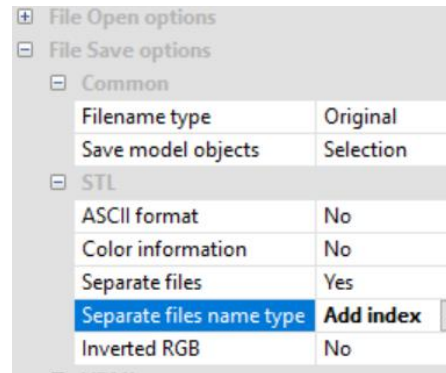 File Open options
File Save options
Common
Filename type Original
Save model objects Selection
STL
ASCII format No
Color information No
Separate files Yes
Separate files name type Add index
Inverted RGB No